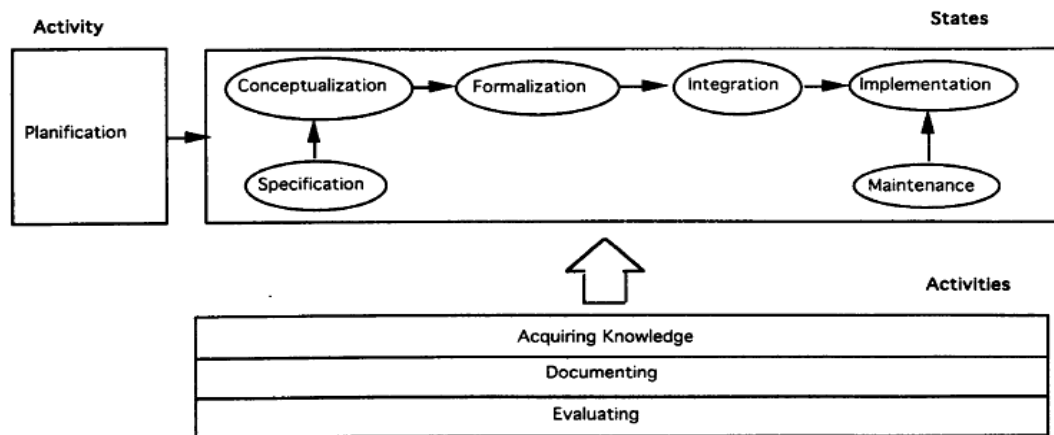 Activity
States
Planification
Conceptualization
Formalization
Integration
Implementation
Specification
Maintenance
Activities
Acquiring Knowledge
Documenting
Evaluating